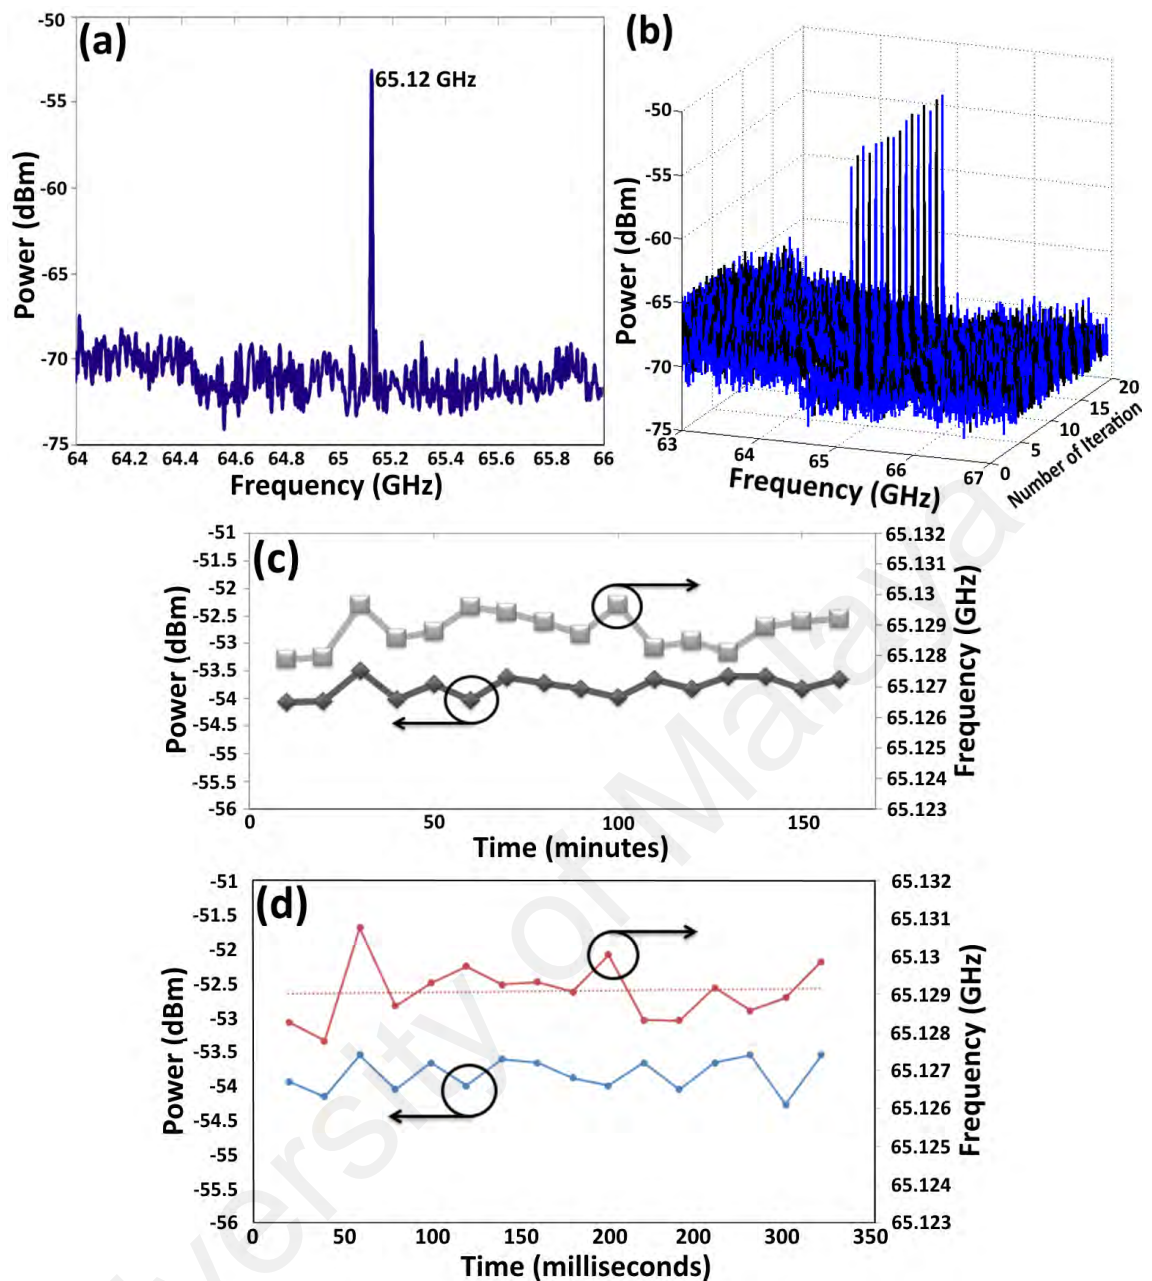 (a)
65.12 GHz
Power (dBm)
-50
-55
-60
-65
-70
-75
64 64.2 64.4 64.6 64.8 65 65.2 65.4 65.6 65.8 66
Frequency (GHz)
(b)
Power (dBm)
-50
-55
-60
-65
-70
-75
63 64 65 66 67
Frequency (GHz)
0 5 10 15 20
Number of Iteration
(c)
Power (dBm)
-51
-51.5
-52
-52.5
-53
-53.5
-54
-54.5
-55
-55.5
-56
65.132
65.131
65.13
65.129
65.128
65.127
65.126
65.125
65.124
65.123
Frequency (GHz)
0 50 100 150
Time (minutes)
(d)
Power (dBm)
-51
-51.5
-52
-52.5
-53
-53.5
-54
-54.5
-55
-55.5
-56
65.132
65.131
65.13
65.129
65.128
65.127
65.126
65.125
65.124
65.123
Frequency (GHz)
0 50 100 150 200 200 300 350
Time (milliseconds)
versity of Malaya